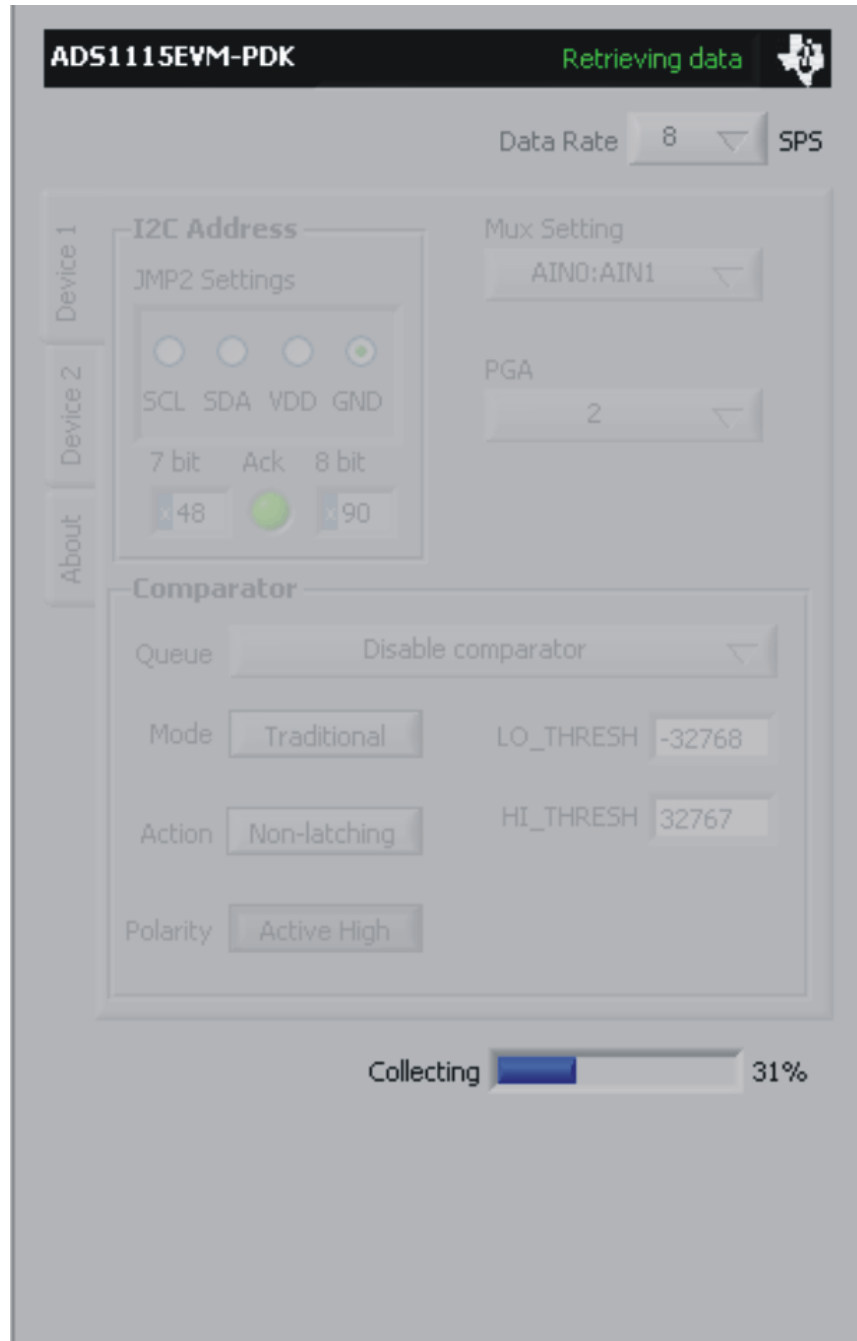 ADS1115EVM-PDK Retrieving data
Data Rate 8 SPS
Device 1
Device 2
About
I2C Address
JMP2 Settings
SCL SDA VDD GND
7 bit Ack 8 bit
x 48 x 90
Mux Setting
AIN0:AIN1
PGA
2
Comparator
Queue Disable comparator
Mode Traditional LO_THRESH -32768
Action Non-latching HI_THRESH 32767
Polarity Active High
Collecting 31%